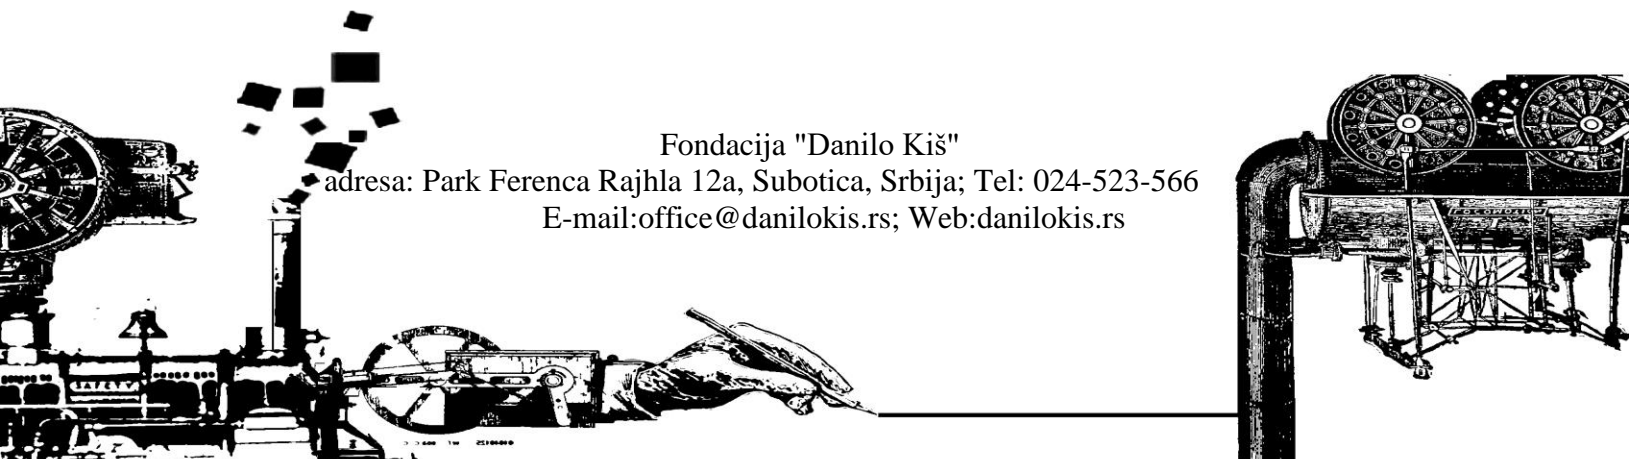 Fondacija "Danilo Kiš"
adresa: Park Ferenca Rajhla 12a, Subotica, Srbija; Tel: 024-523-566
E-mail:office@danilokis.rs; Web:danilokis.rs
SAFETY